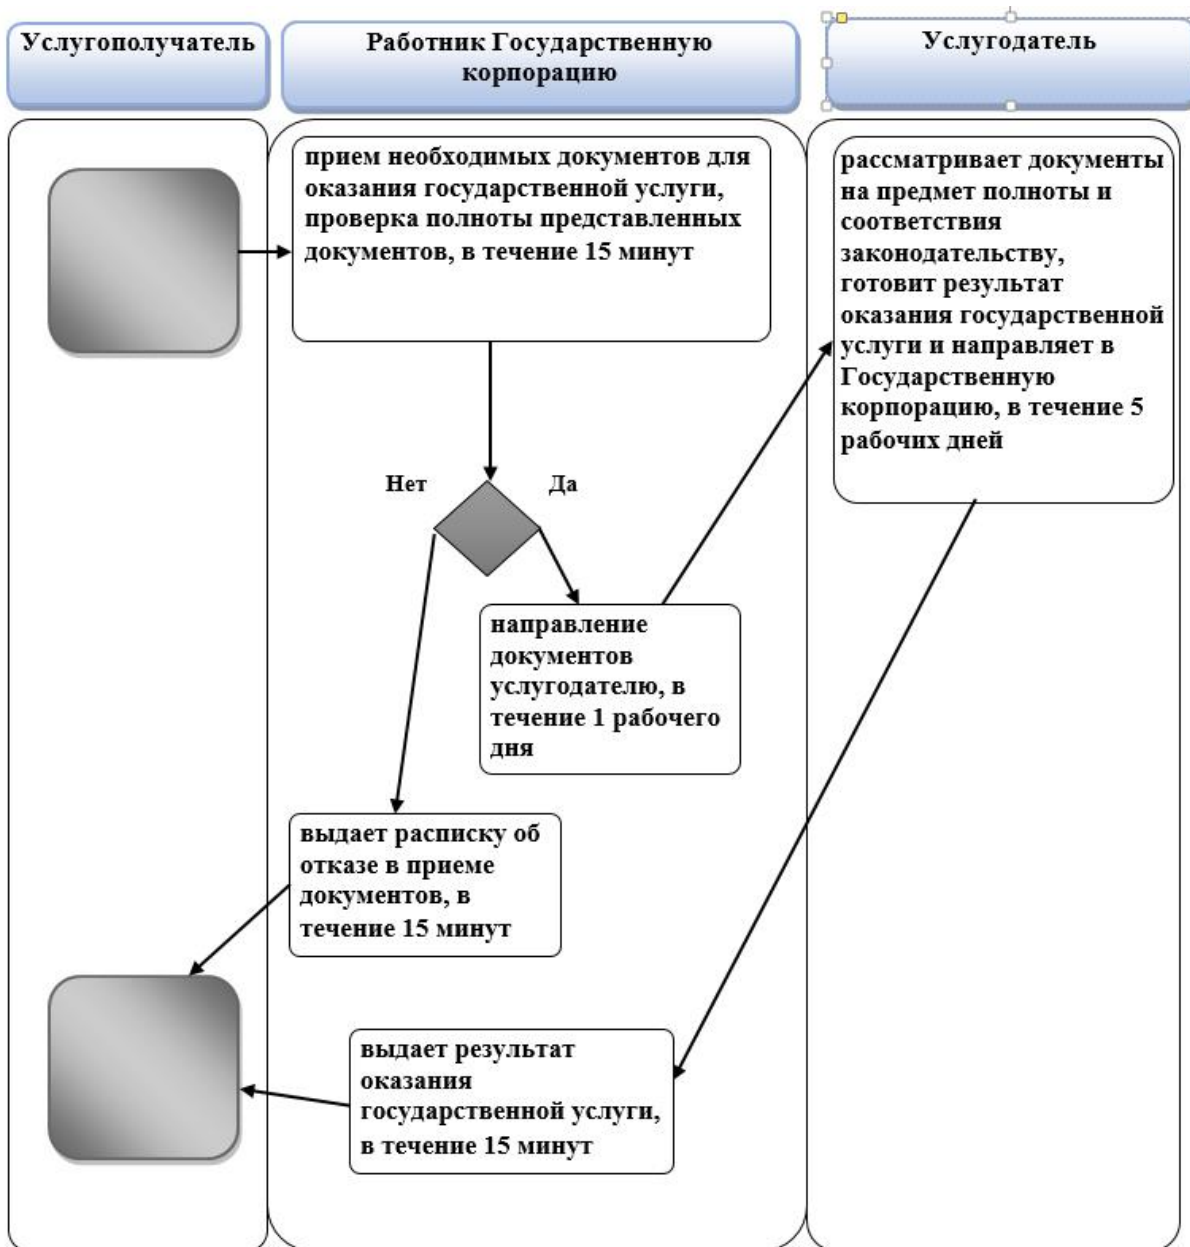 Услугополучатель
Работник Государственную
корпорацию
Услугодатель
прием необходимых документов для
оказания государственной услуги,
проверка полноты представленных
документов, в течение 15 минут
рассматривает документы
на предмет полноты и
соответствия
законодательству,
готовит результат
оказания государственной
услуги и направляет в
Государственную
корпорацию, в течение 5
рабочих дней
Нет
Да
направление
документов
услугодателю, в
течение 1 рабочего
дня
выдает расписку об
отказе в приеме
документов, в
течение 15 минут
выдает результат
оказания
государственной услуги,
в течение 15 минут